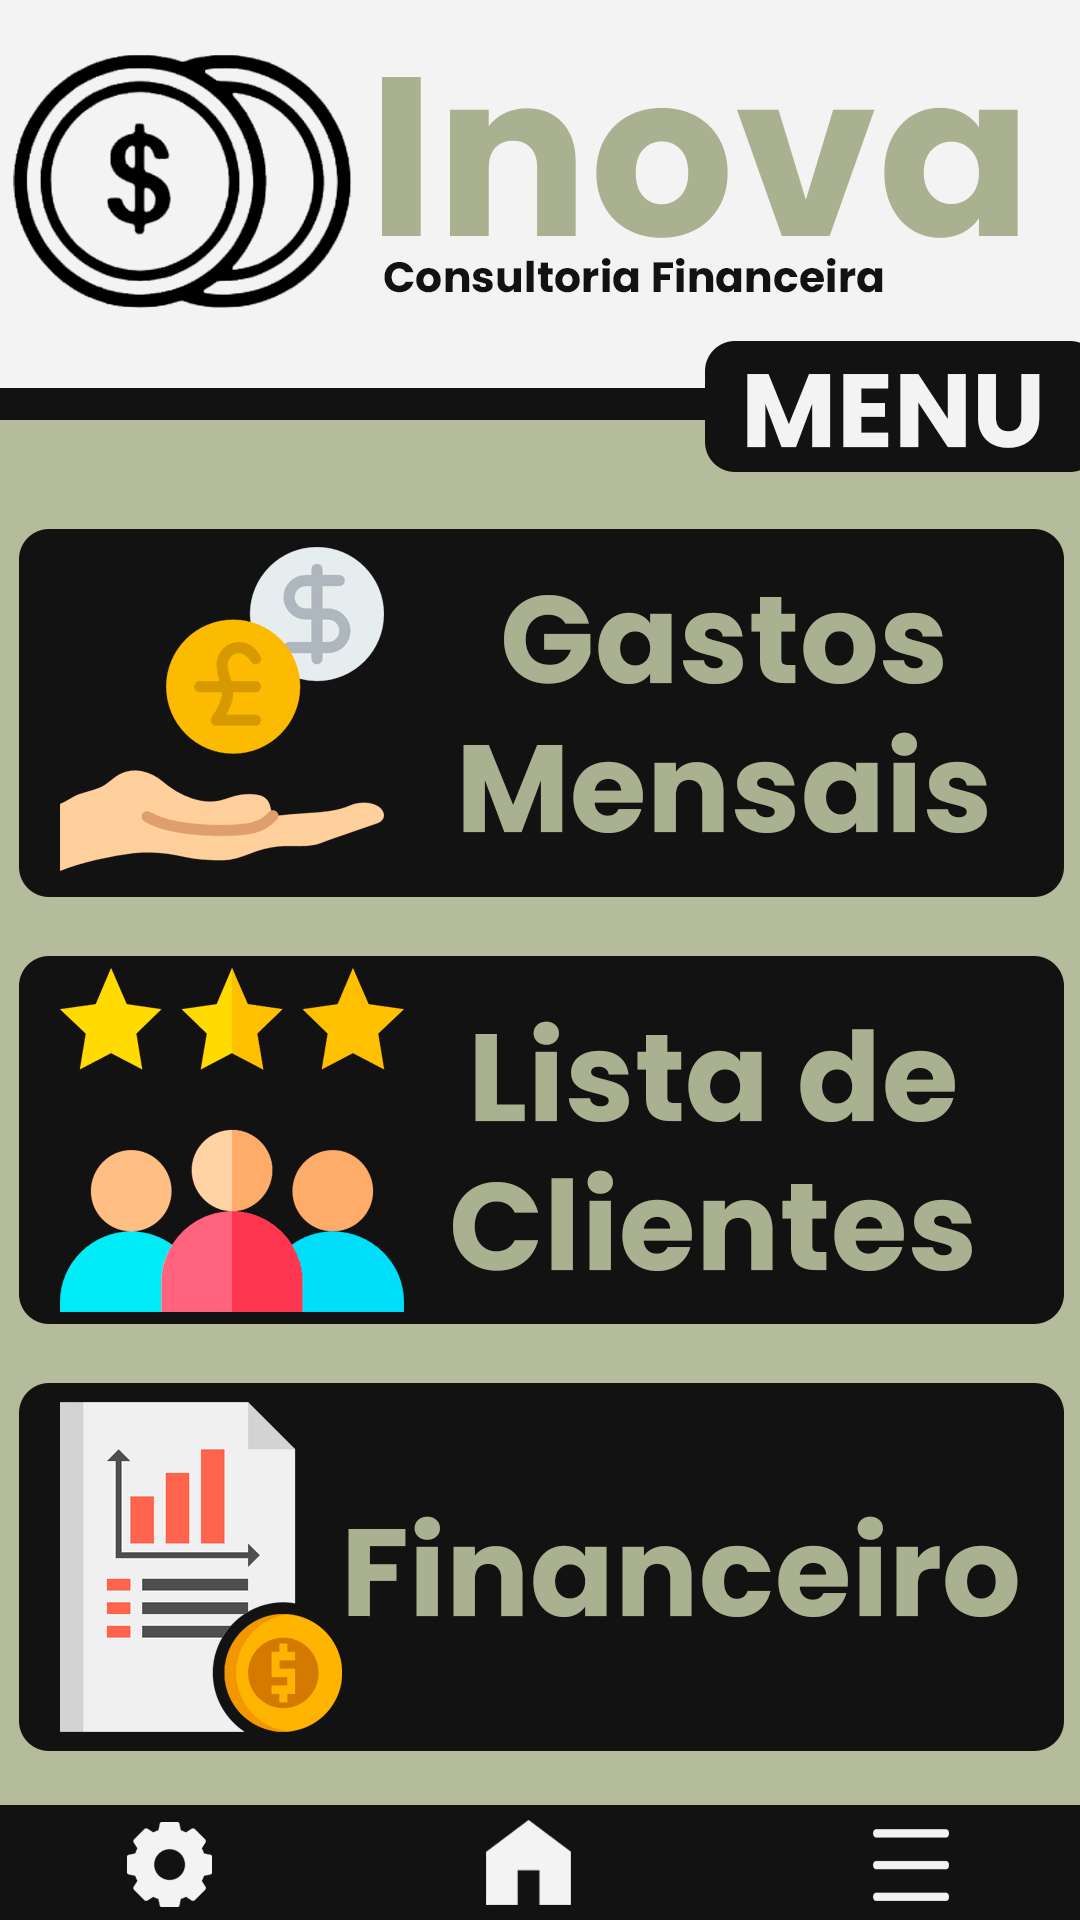 Inova
Consultoria Financeira
MENU
Gastos
Mensais
Lista de
Clientes
Financeiro